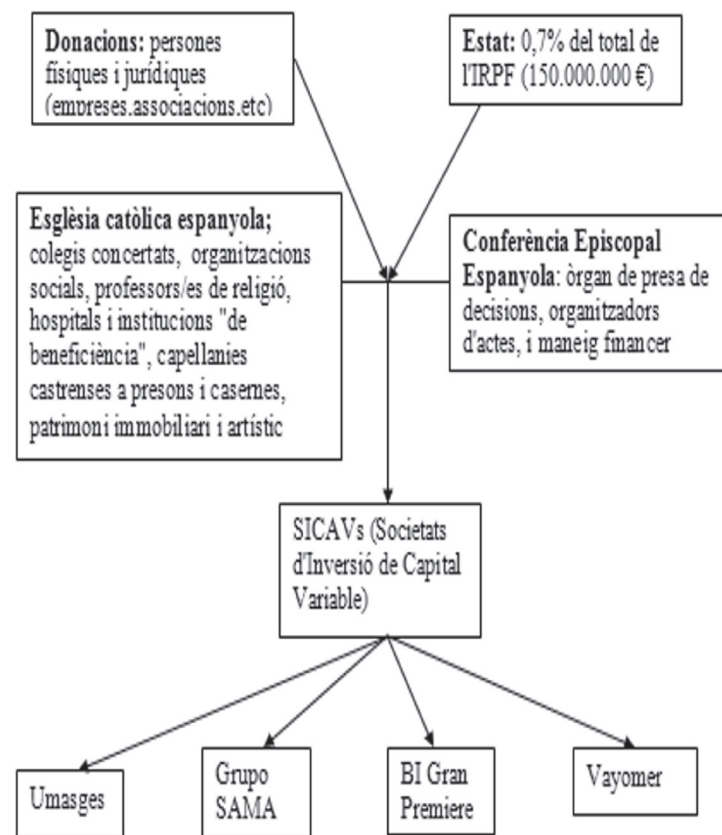 Donacions: persones
físiques i jurídiques
(empreses.associacions.etc)
Estat: 0,7% del total de
l'IRPF (150.000.000 €)
Esglèsia catòlica espanyola;
colegis concertats, organitzacions
socials, professors/es de religió,
hospitals i institucions "de
beneficiència", capellanies
castrenses a presons i casernes,
patrimoni immobiliari i artístic
Conferència Episcopal
Espanyola: òrgan de presa de
decisions, organitzadors
d'actes, i maneig financer
SICAVs (Societats
d'Inversió de Capital
Variable)
Umasges
Grupo
SAMA
BI Gran
Premiere
Vayomer